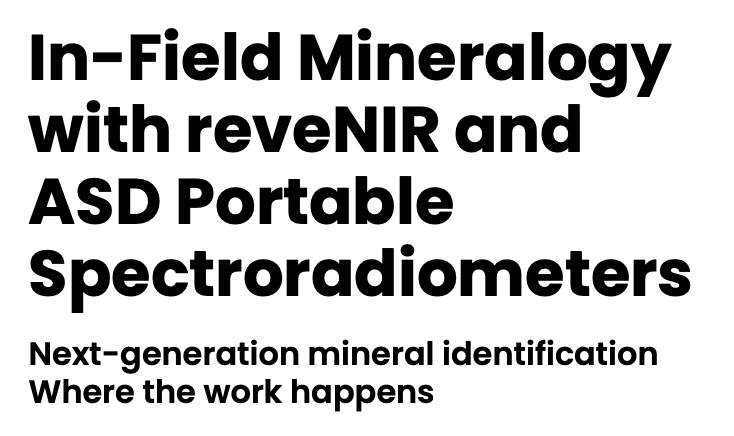 In-Field Mineralogy
with reveNIR and
ASD Portable
Spectroradiometers
Next-generation mineral identification
Where the work happens